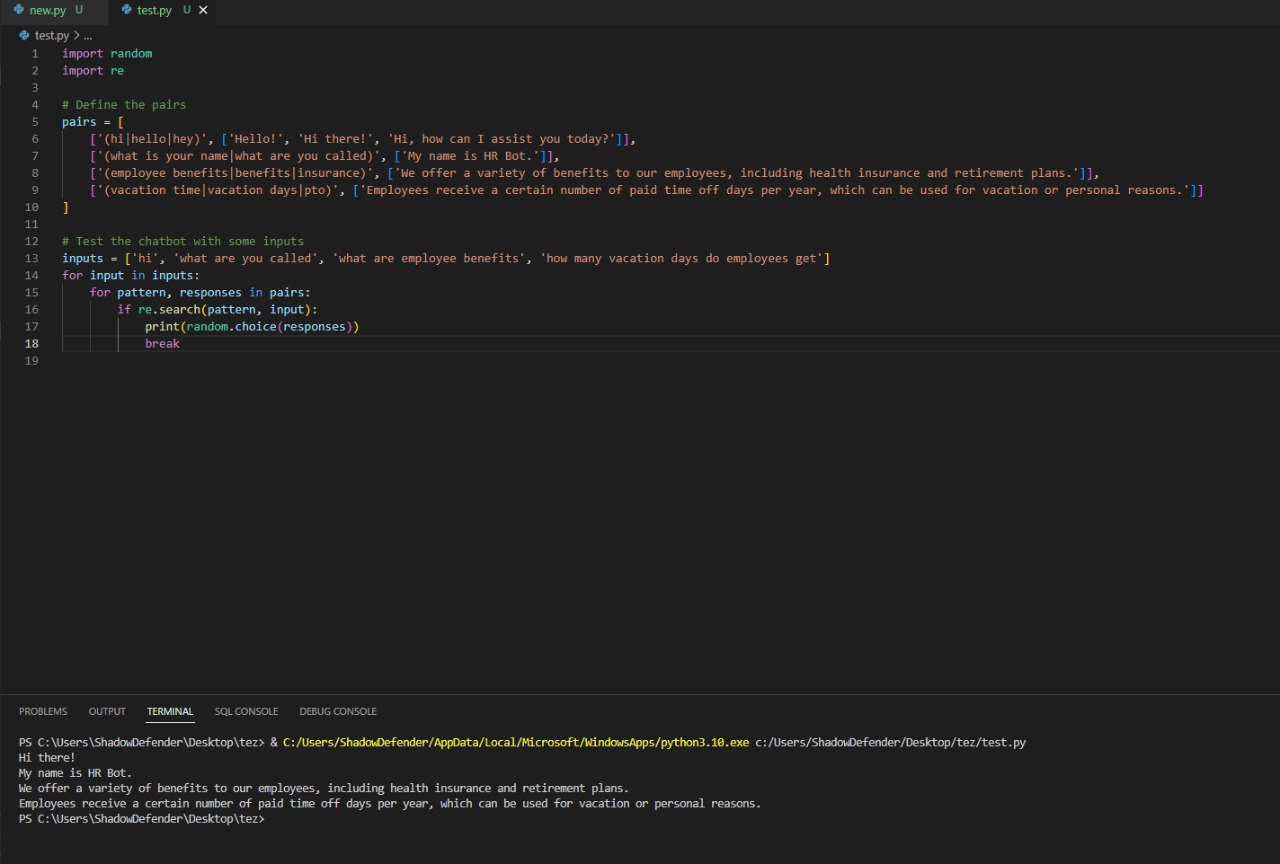 new.py U test.py U
test.py > ...
1 import random
2 import re
3
4 # Define the pairs
5 pairs = [
6     ['(hi|hello|hey)', ['Hello!', 'Hi there!', 'Hi, how can I assist you today?']],
7     ['(what is your name|what are you called)', ['My name is HR Bot.']],
8     ['(employee benefits|benefits|insurance)', ['We offer a variety of benefits to our employees, including health insurance and retirement plans.']],
9     ['(vacation time|vacation days|pto)', ['Employees receive a certain number of paid time off days per year, which can be used for vacation or personal reasons.']]
10 ]
11
12 # Test the chatbot with some inputs
13 inputs = ['hi', 'what are you called', 'what are employee benefits', 'how many vacation days do employees get']
14 for input in inputs:
15     for pattern, responses in pairs:
16         if re.search(pattern, input):
17             print(random.choice(responses))
18             break
19
PROBLEMS OUTPUT TERMINAL SQL CONSOLE DEBUG CONSOLE
PS C:\Users\ShadowDefender\Desktop\tez> & C:/Users/ShadowDefender/AppData/Local/Microsoft/WindowsApps/python3.10.exe c:/Users/ShadowDefender/Desktop/tez/test.py
Hi there!
My name is HR Bot.
We offer a variety of benefits to our employees, including health insurance and retirement plans.
Employees receive a certain number of paid time off days per year, which can be used for vacation or personal reasons.
PS C:\Users\ShadowDefender\Desktop\tez>